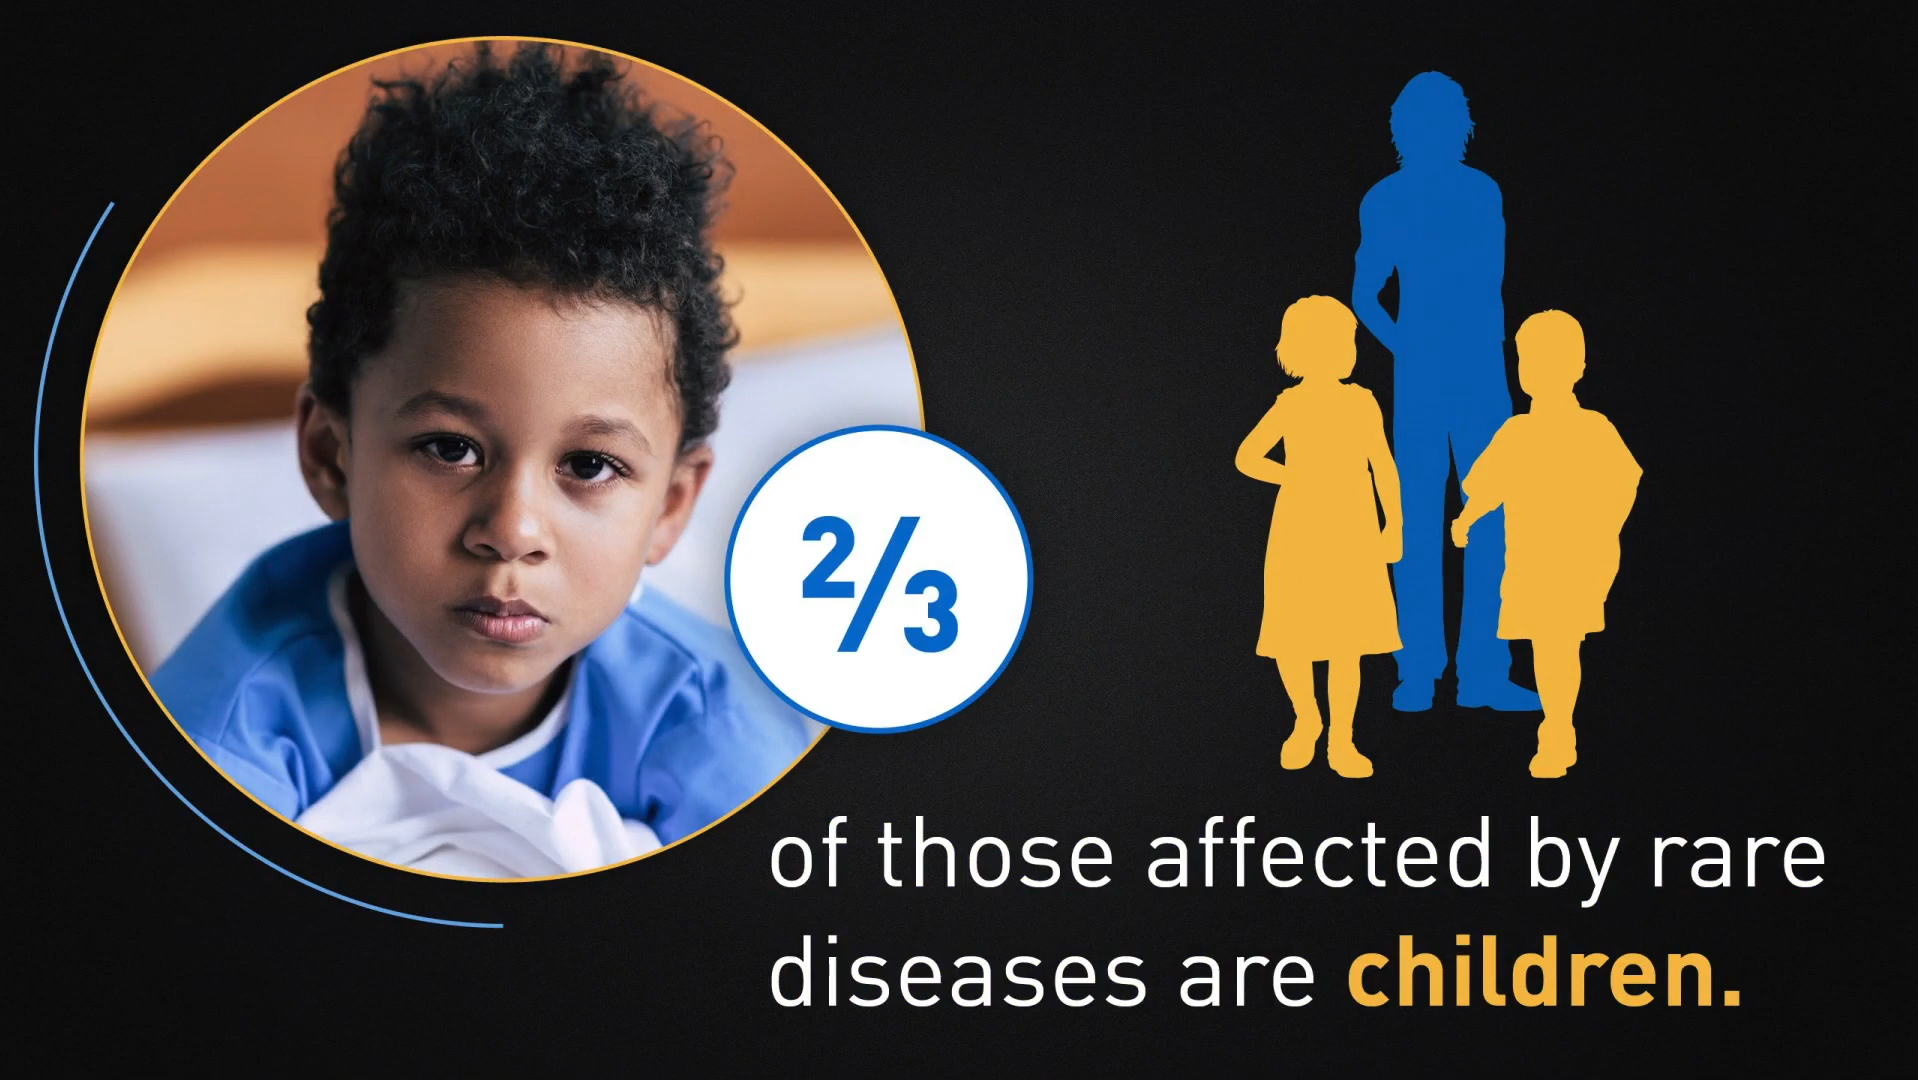 2/3
of those affected by rare
diseases are children.